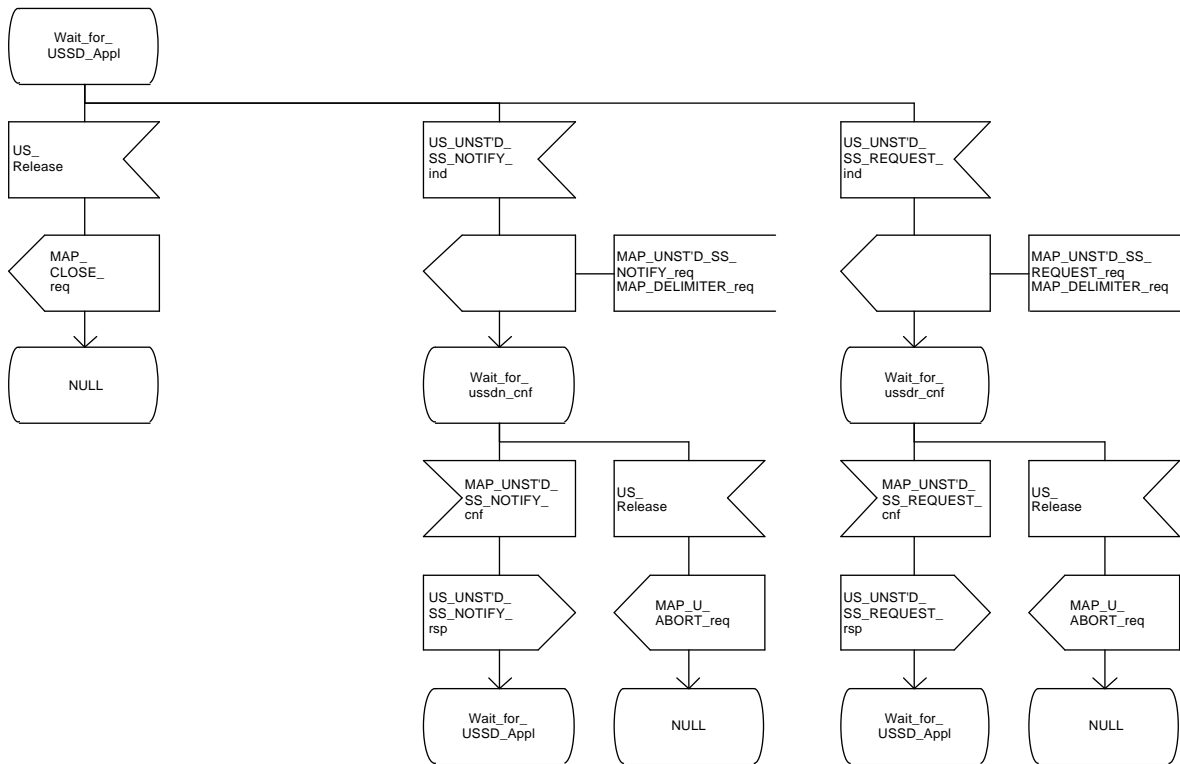 Wait_for_
USSD_Appl
US_
Release
US_UNST'D_
SS_NOTIFY_
ind
US_UNST'D_
SS_REQUEST_
ind
MAP_
CLOSE_
req
MAP_UNST'D_SS_
NOTIFY_req
MAP_DELIMITER_req
MAP_UNST'D_SS_
REQUEST_req
MAP_DELIMITER_req
NULL
Wait_for_
ussdn_cnf
Wait_for_
ussdr_cnf
MAP_UNST'D_
SS_NOTIFY_
cnf
US_
Release
MAP_UNST'D_
SS_REQUEST_
cnf
US_
Release
US_UNST'D_
SS_NOTIFY_
rsp
MAP_U_
ABORT_req
US_UNST'D_
SS_REQUEST_
rsp
MAP_U_
ABORT_req
Wait_for_
USSD_Appl
NULL
Wait_for_
USSD_Appl
NULL